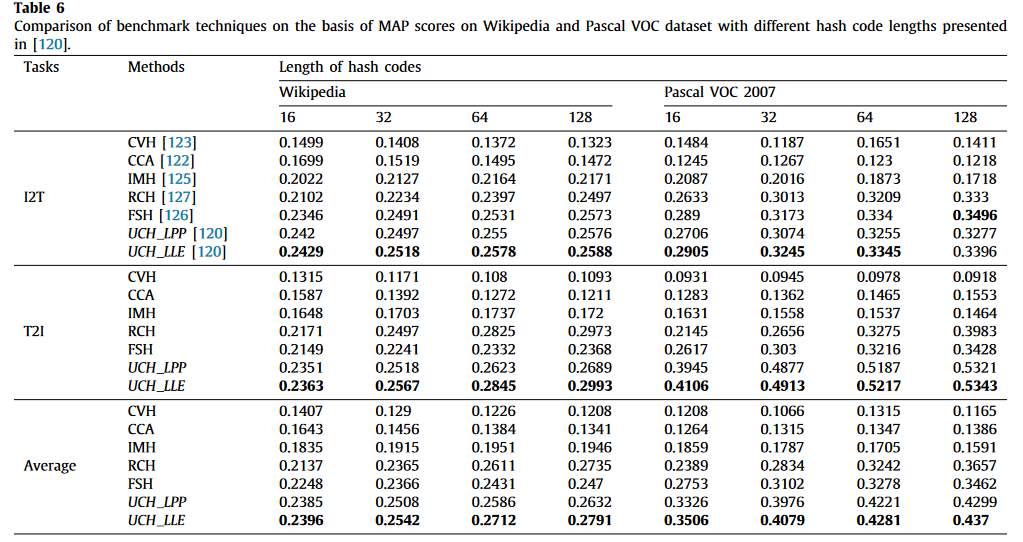 Table 6
Comparison of benchmark techniques on the basis of MAP scores on Wikipedia and Pascal VOC dataset with different hash code lengths presented
in [120].
Tasks Methods Length of hash codes
Wikipedia Pascal VOC 2007
16 32 64 128 16 32 64 128
CVH [123] 0.1499 0.1408 0.1372 0.1323 0.1484 0.1187 0.1651 0.1411
CCA [122] 0.1699 0.1519 0.1495 0.1472 0.1245 0.1267 0.123 0.1218
IMH [125] 0.2022 0.2127 0.2164 0.2171 0.2087 0.2016 0.1873 0.1718
I2T RCH [127] 0.2102 0.2234 0.2397 0.2497 0.2633 0.3013 0.3209 0.333
FSH [126] 0.2346 0.2491 0.2531 0.2573 0.289 0.3173 0.334 0.3496
UCH_LPP [120] 0.242 0.2497 0.255 0.2576 0.2706 0.3074 0.3255 0.3277
UCH_LLE [120] 0.2429 0.2518 0.2578 0.2588 0.2905 0.3245 0.3345 0.3396
CVH 0.1315 0.1171 0.108 0.1093 0.0931 0.0945 0.0978 0.0918
CCA 0.1587 0.1392 0.1272 0.1211 0.1283 0.1362 0.1465 0.1553
IMH 0.1648 0.1703 0.1737 0.172 0.1631 0.1558 0.1537 0.1464
T2I RCH 0.2171 0.2497 0.2825 0.2973 0.2145 0.2656 0.3275 0.3983
FSH 0.2149 0.2241 0.2332 0.2368 0.2617 0.303 0.3216 0.3428
UCH_LPP 0.2351 0.2518 0.2623 0.2689 0.3945 0.4877 0.5187 0.5321
UCH_LLE 0.2363 0.2567 0.2845 0.2993 0.4106 0.4913 0.5217 0.5343
CVH 0.1407 0.129 0.1226 0.1208 0.1208 0.1066 0.1315 0.1165
CCA 0.1643 0.1456 0.1384 0.1341 0.1264 0.1315 0.1347 0.1386
IMH 0.1835 0.1915 0.1951 0.1946 0.1859 0.1787 0.1705 0.1591
Average RCH 0.2137 0.2365 0.2611 0.2735 0.2389 0.2834 0.3242 0.3657
FSH 0.2248 0.2366 0.2431 0.247 0.2753 0.3102 0.3278 0.3462
UCH_LPP 0.2385 0.2508 0.2586 0.2632 0.3326 0.3976 0.4221 0.4299
UCH_LLE 0.2396 0.2542 0.2712 0.2791 0.3506 0.4079 0.4281 0.437